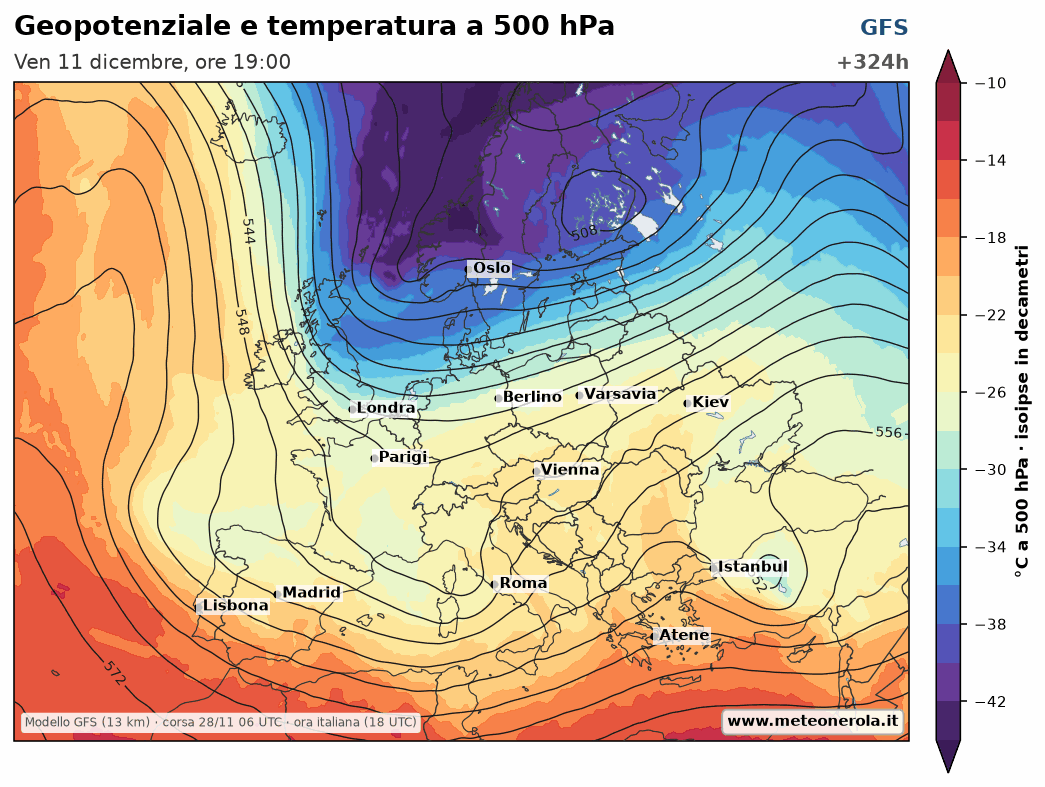 Geopotenziale e temperatura a 500 hPa
GFS
Ven 11 dicembre, ore 19:00
+324h
−10
−14
−18
−22
−26
−30
−34
−38
−42
°C a 500 hPa · isoipse in decametri
544
508
Oslo
548
Londra
Berlino
Varsavia
Kiev
556
Parigi
Vienna
Istanbul
Roma
Madrid
Lisbona
Atene
572
Modello GFS (13 km) · corsa 28/11 06 UTC · ora italiana (18 UTC)
www.meteonerola.it